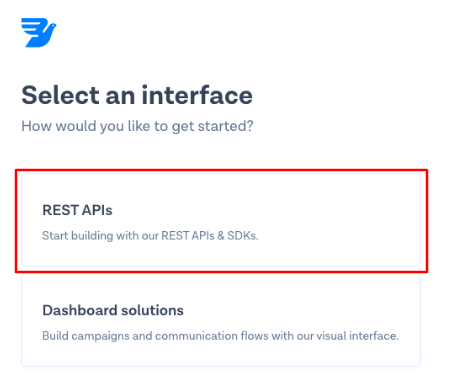 Select an interface
How would you like to get started?
REST APIs
Start building with our REST APIs & SDKs.
Dashboard solutions
Build campaigns and communication flows with our visual interface.